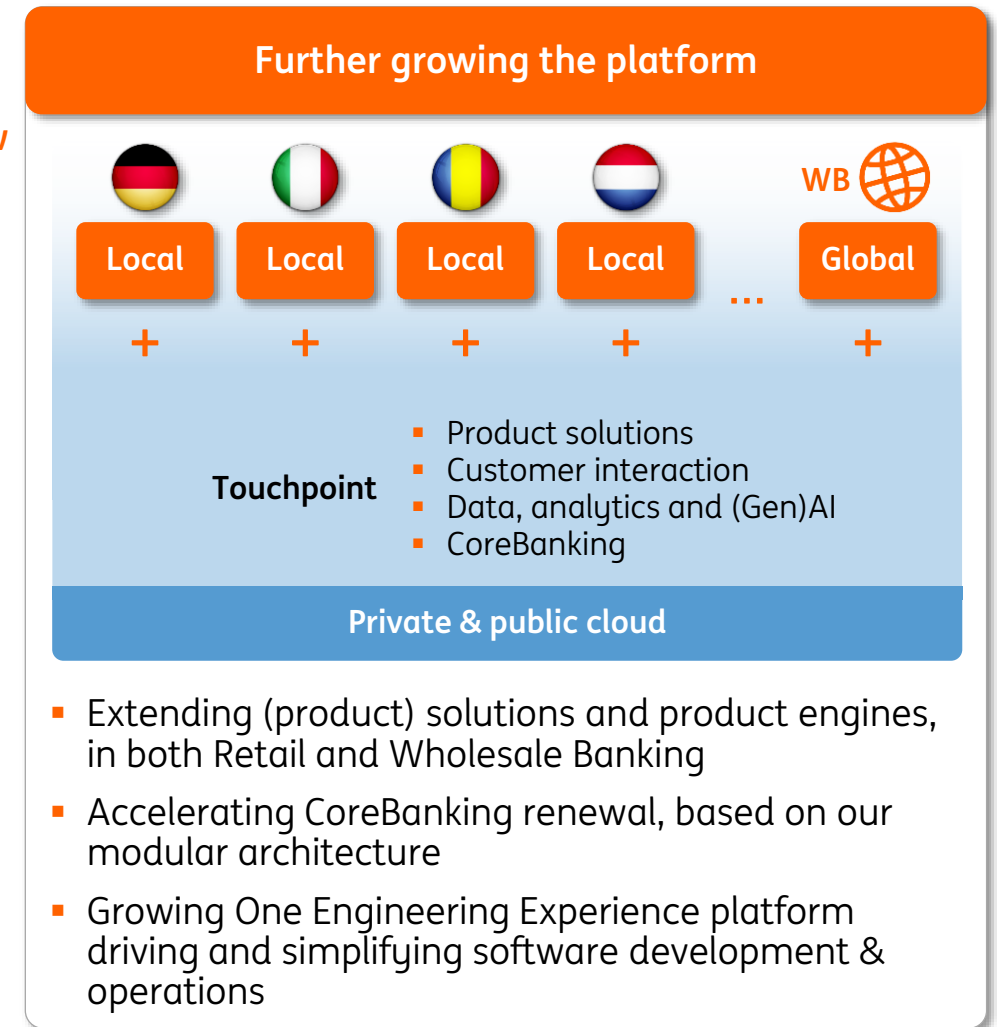 Further growing the platform
WB
Local
Local
Local
Local
...
Global
+
+
+
+
+
Touchpoint
▪ Product solutions
▪ Customer interaction
▪ Data, analytics and (Gen)AI
▪ CoreBanking
Private & public cloud
▪ Extending (product) solutions and product engines,
in both Retail and Wholesale Banking
▪ Accelerating CoreBanking renewal, based on our
modular architecture
▪ Growing One Engineering Experience platform
driving and simplifying software development &
operations